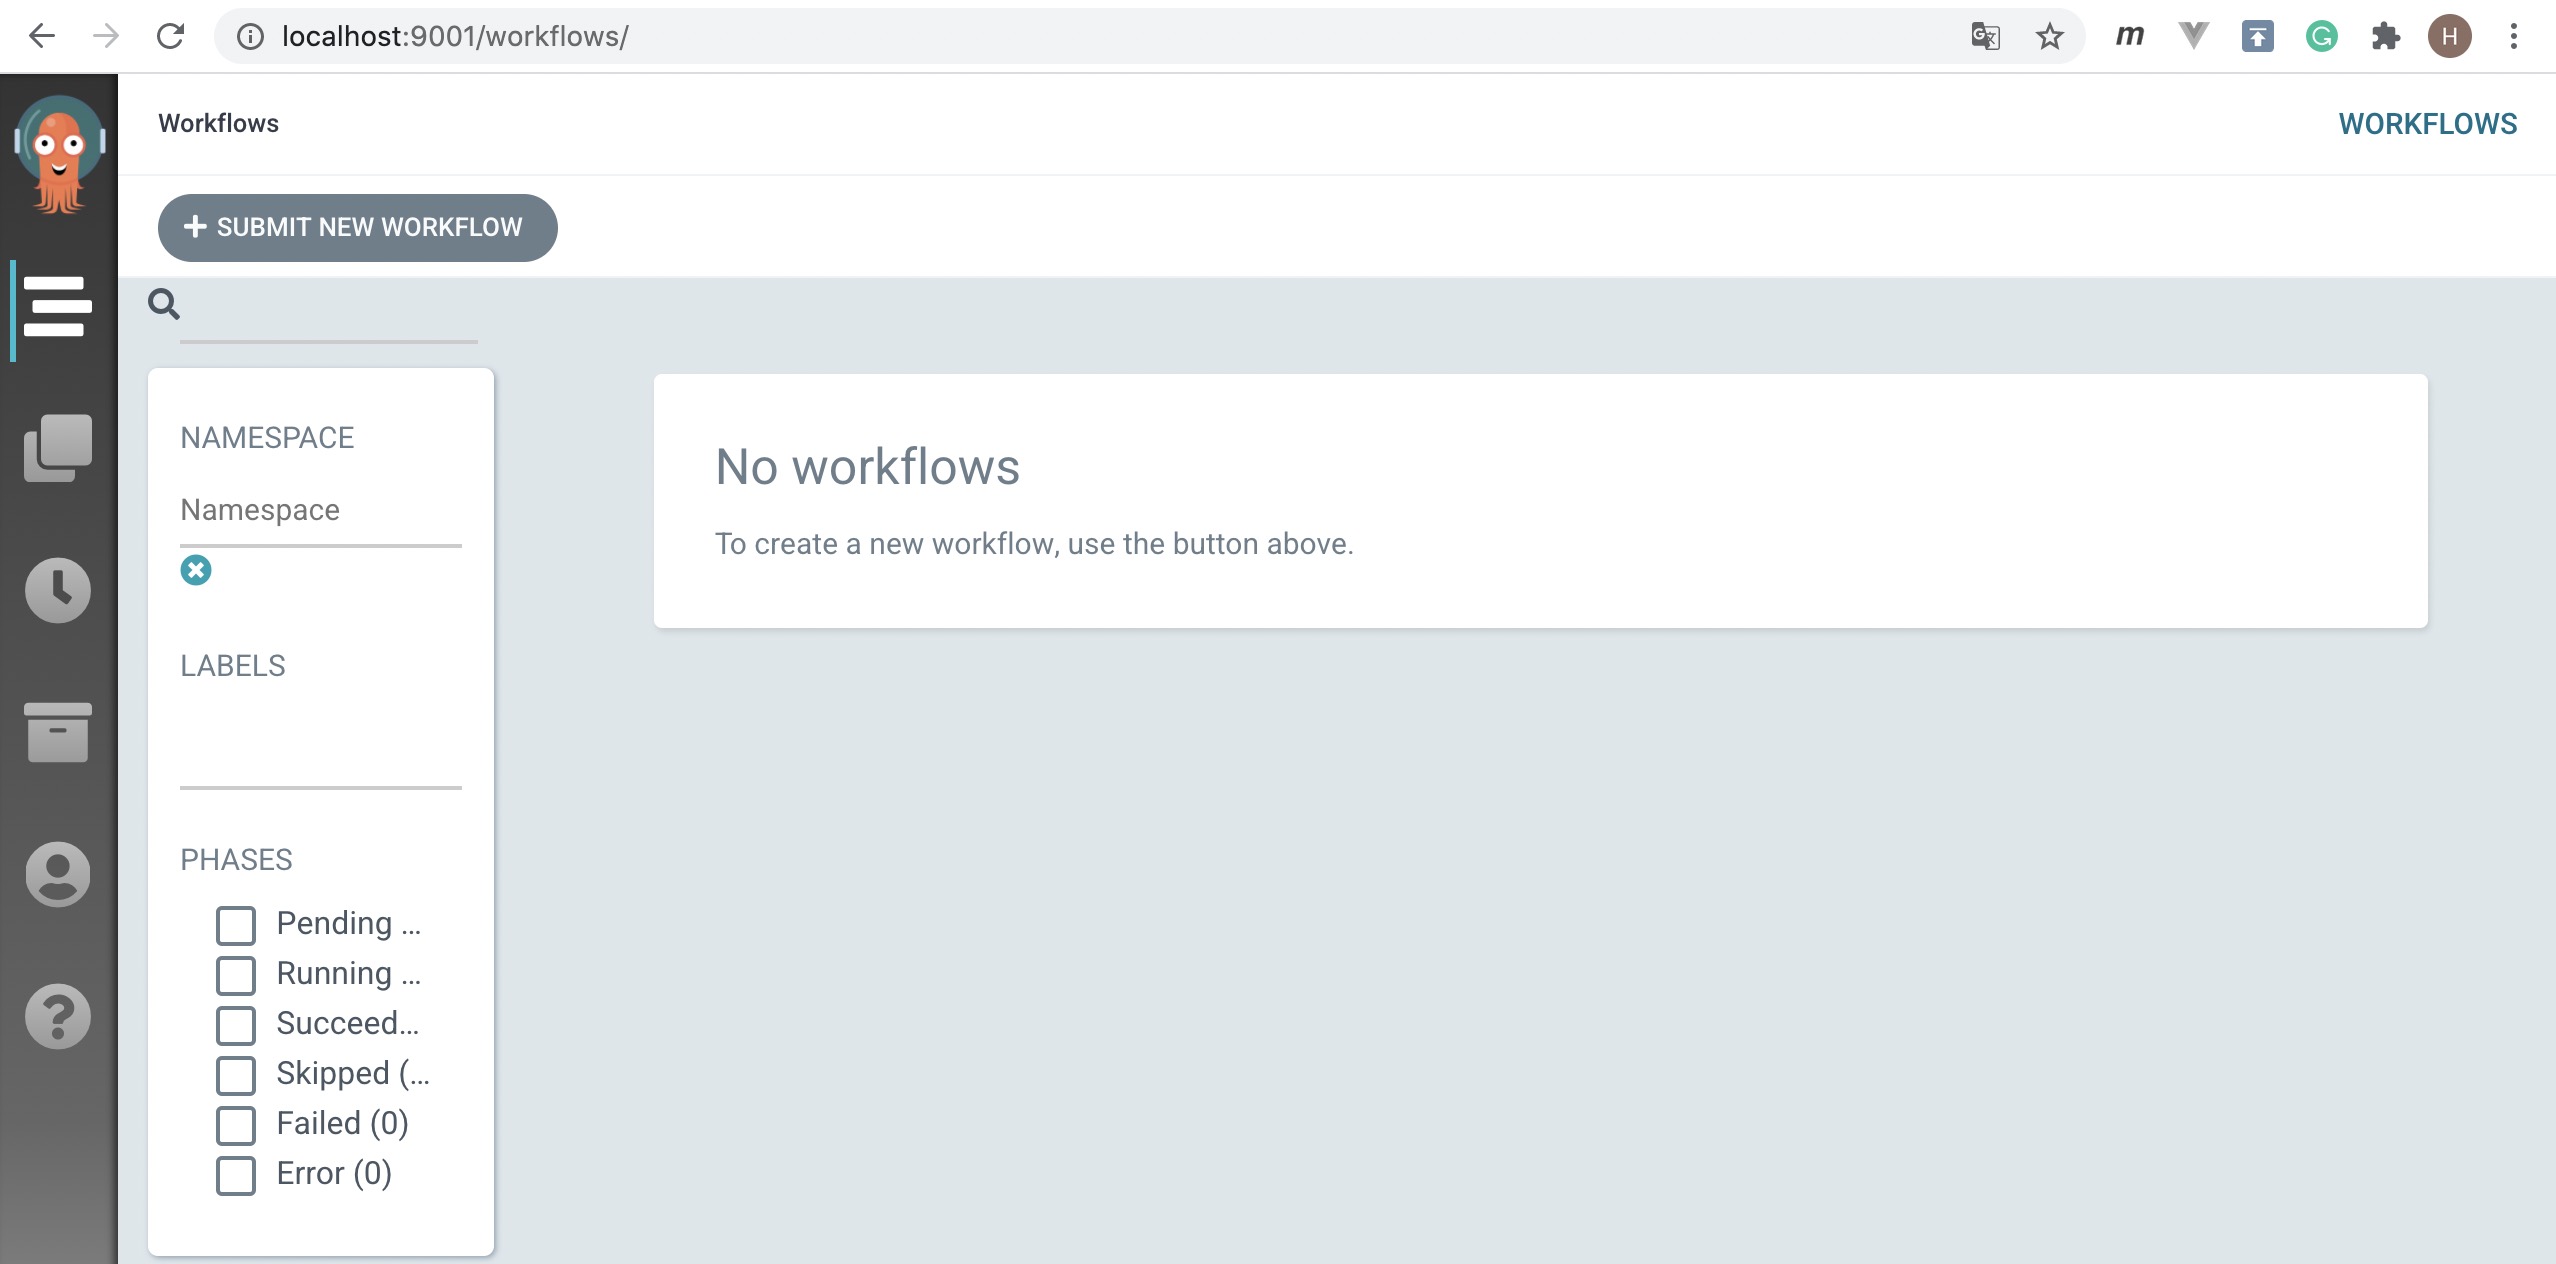 localhost:9001/workflows/
m
H
Workflows
WORKFLOWS
SUBMIT NEW WORKFLOW
NAMESPACE
Namespace
LABELS
PHASES
Pending ...
Running ...
Succeed...
Skipped (...
Failed (0)
Error (0)
No workflows
To create a new workflow, use the button above.